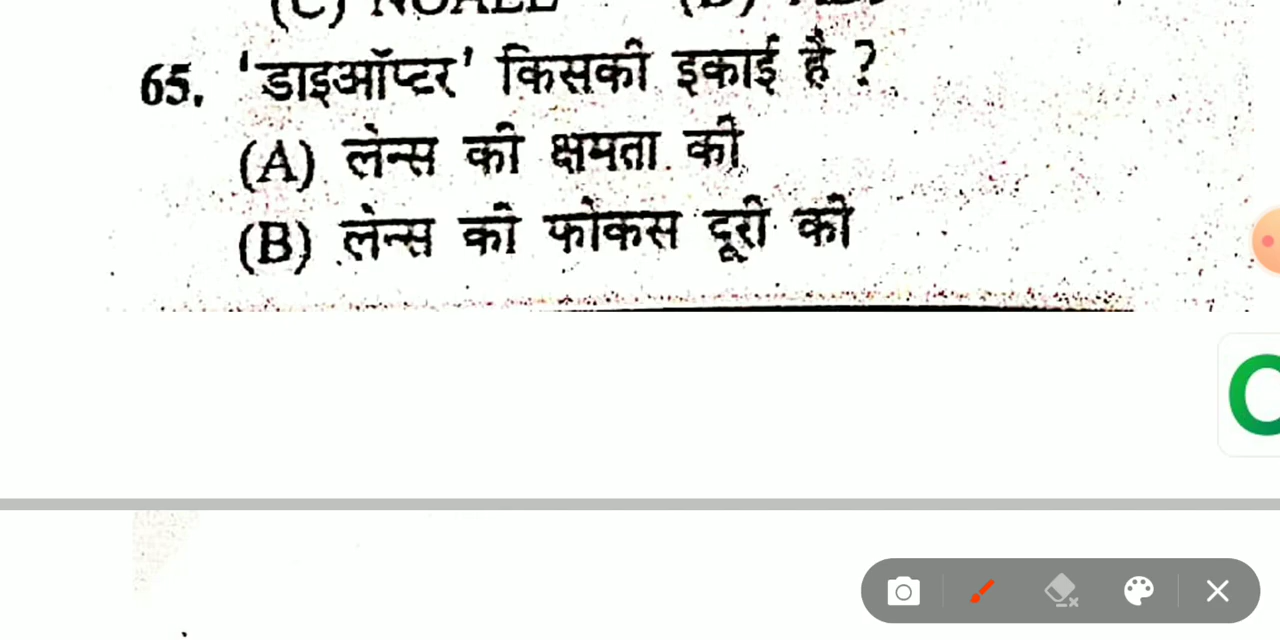 65. 'डाइऑप्टर' किसकी इकाई है ?
(A) लेन्स की क्षमता की
(B) लेन्स की फोकस दूरी की